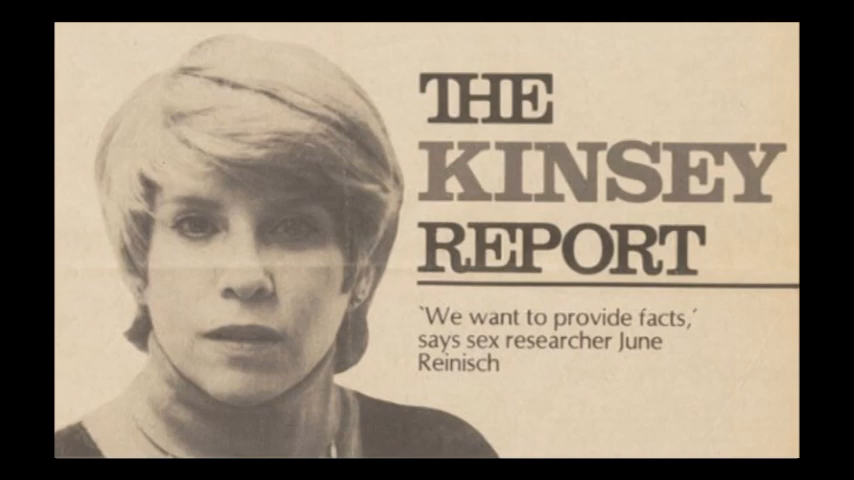 THE
KINSEY
REPORT
`We want to provide facts,´
says sex researcher June
Reinisch